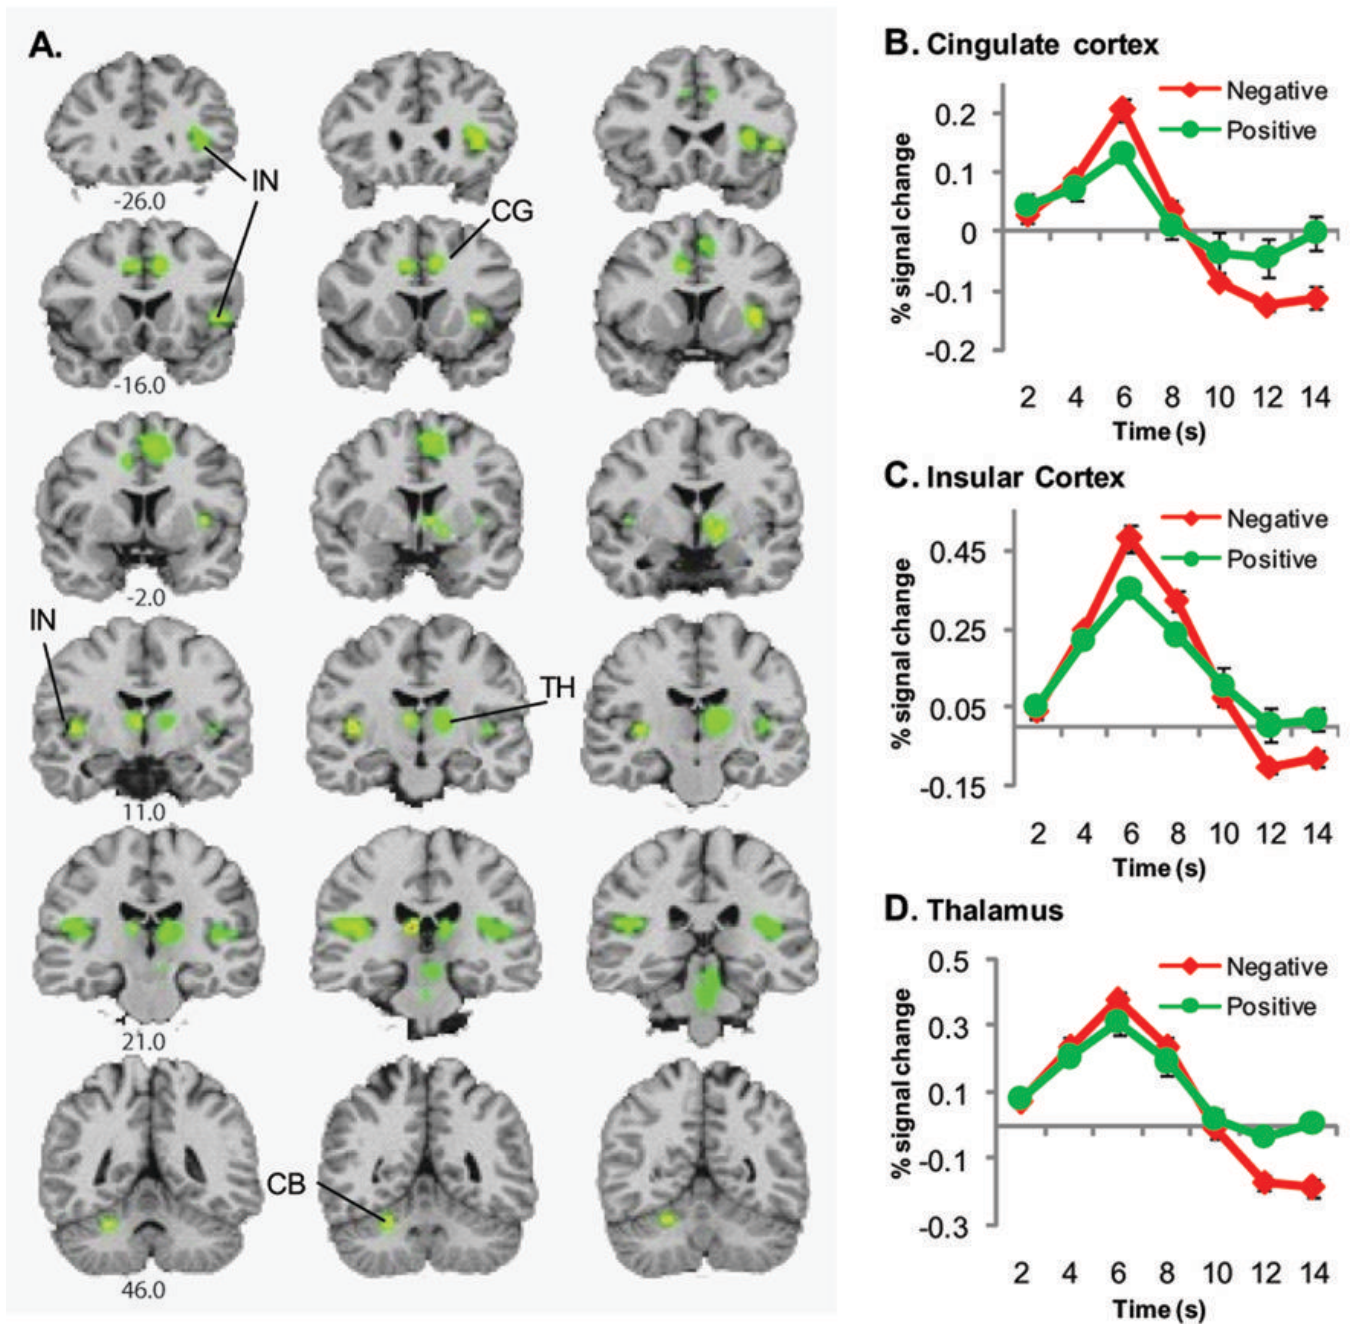 A.
IN
-26.0
CG
-16.0
-2.0
IN
TH
11.0
21.0
CB
46.0
B. Cingulate cortex
Negative
Positive
% signal change
0.2
0.1
0
-0.1
-0.2
2 4 6 8 10 12 14
Time (s)
C. Insular Cortex
Negative
Positive
% signal change
0.45
0.25
0.05
-0.15
2 4 6 8 10 12 14
Time (s)
D. Thalamus
Negative
Positive
% signal change
0.5
0.3
0.1
-0.1
-0.3
2 4 6 8 10 12 14
Time (s)